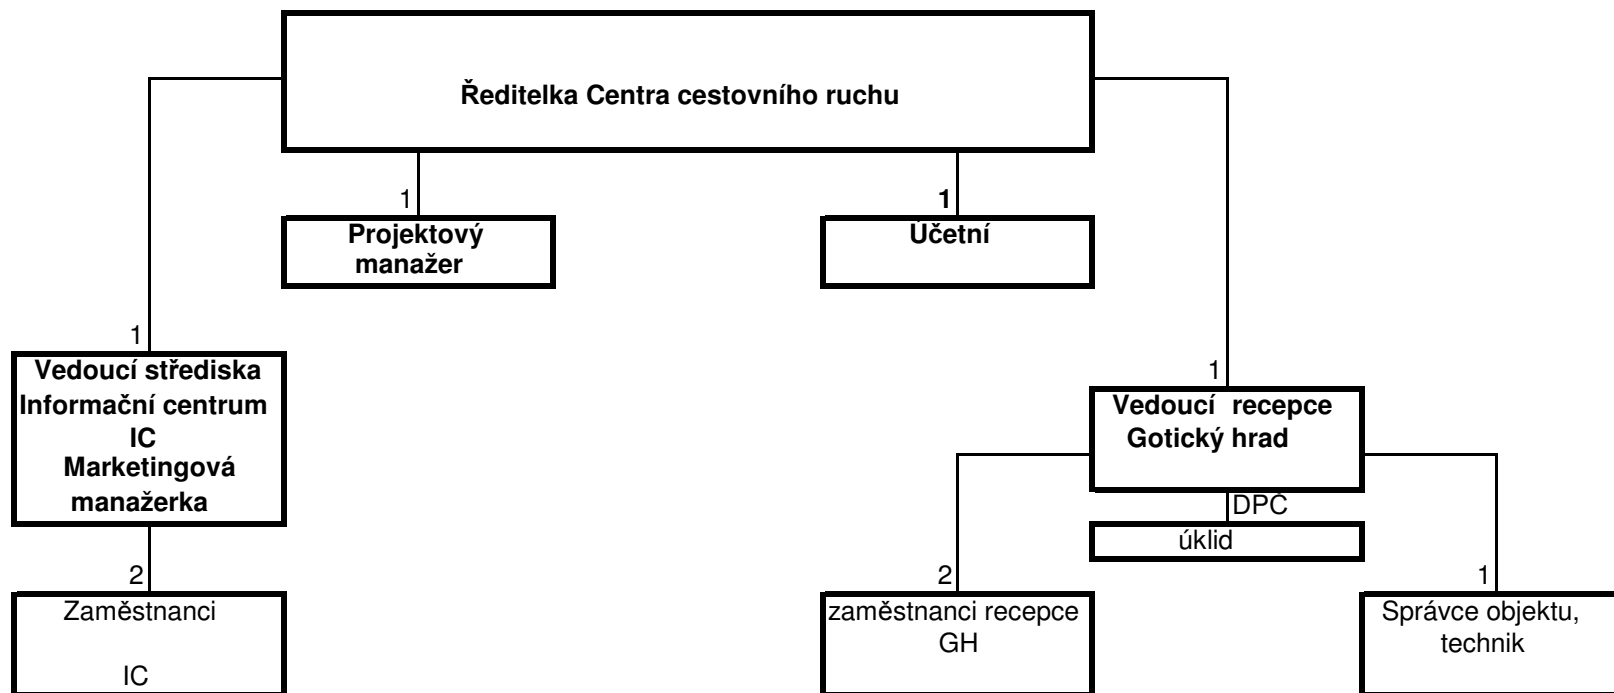 Ředitelka Centra cestovního ruchu
1
1
Projektový
manažer
Účetní
1
Vedoucí střediska
Informační centrum
IC
Marketingová
manažerka
1
Vedoucí recepce
Gotický hrad
DPČ
úklid
2
Zaměstnanci
IC
2
zaměstnanci recepce
GH
1
Správce objektu,
technik